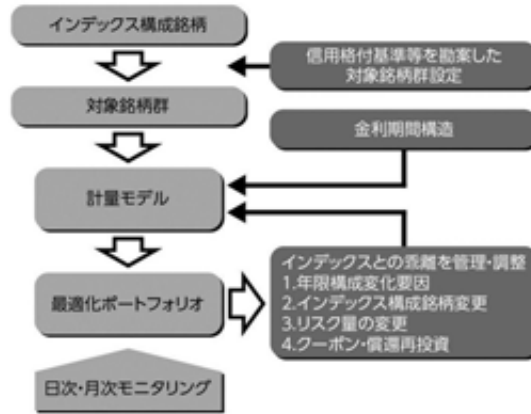 インデックス構成銘柄
信用格付基準等を勘案した
対象銘柄群設定
対象銘柄群
金利期間構造
計量モデル
最適化ポートフォリオ
インデックスとの乖離を管理・調整
1.年限構成変化要因
2.インデックス構成銘柄変更
3.リスク量の変更
4.クーポン・償還再投資
日次・月次モニタリング